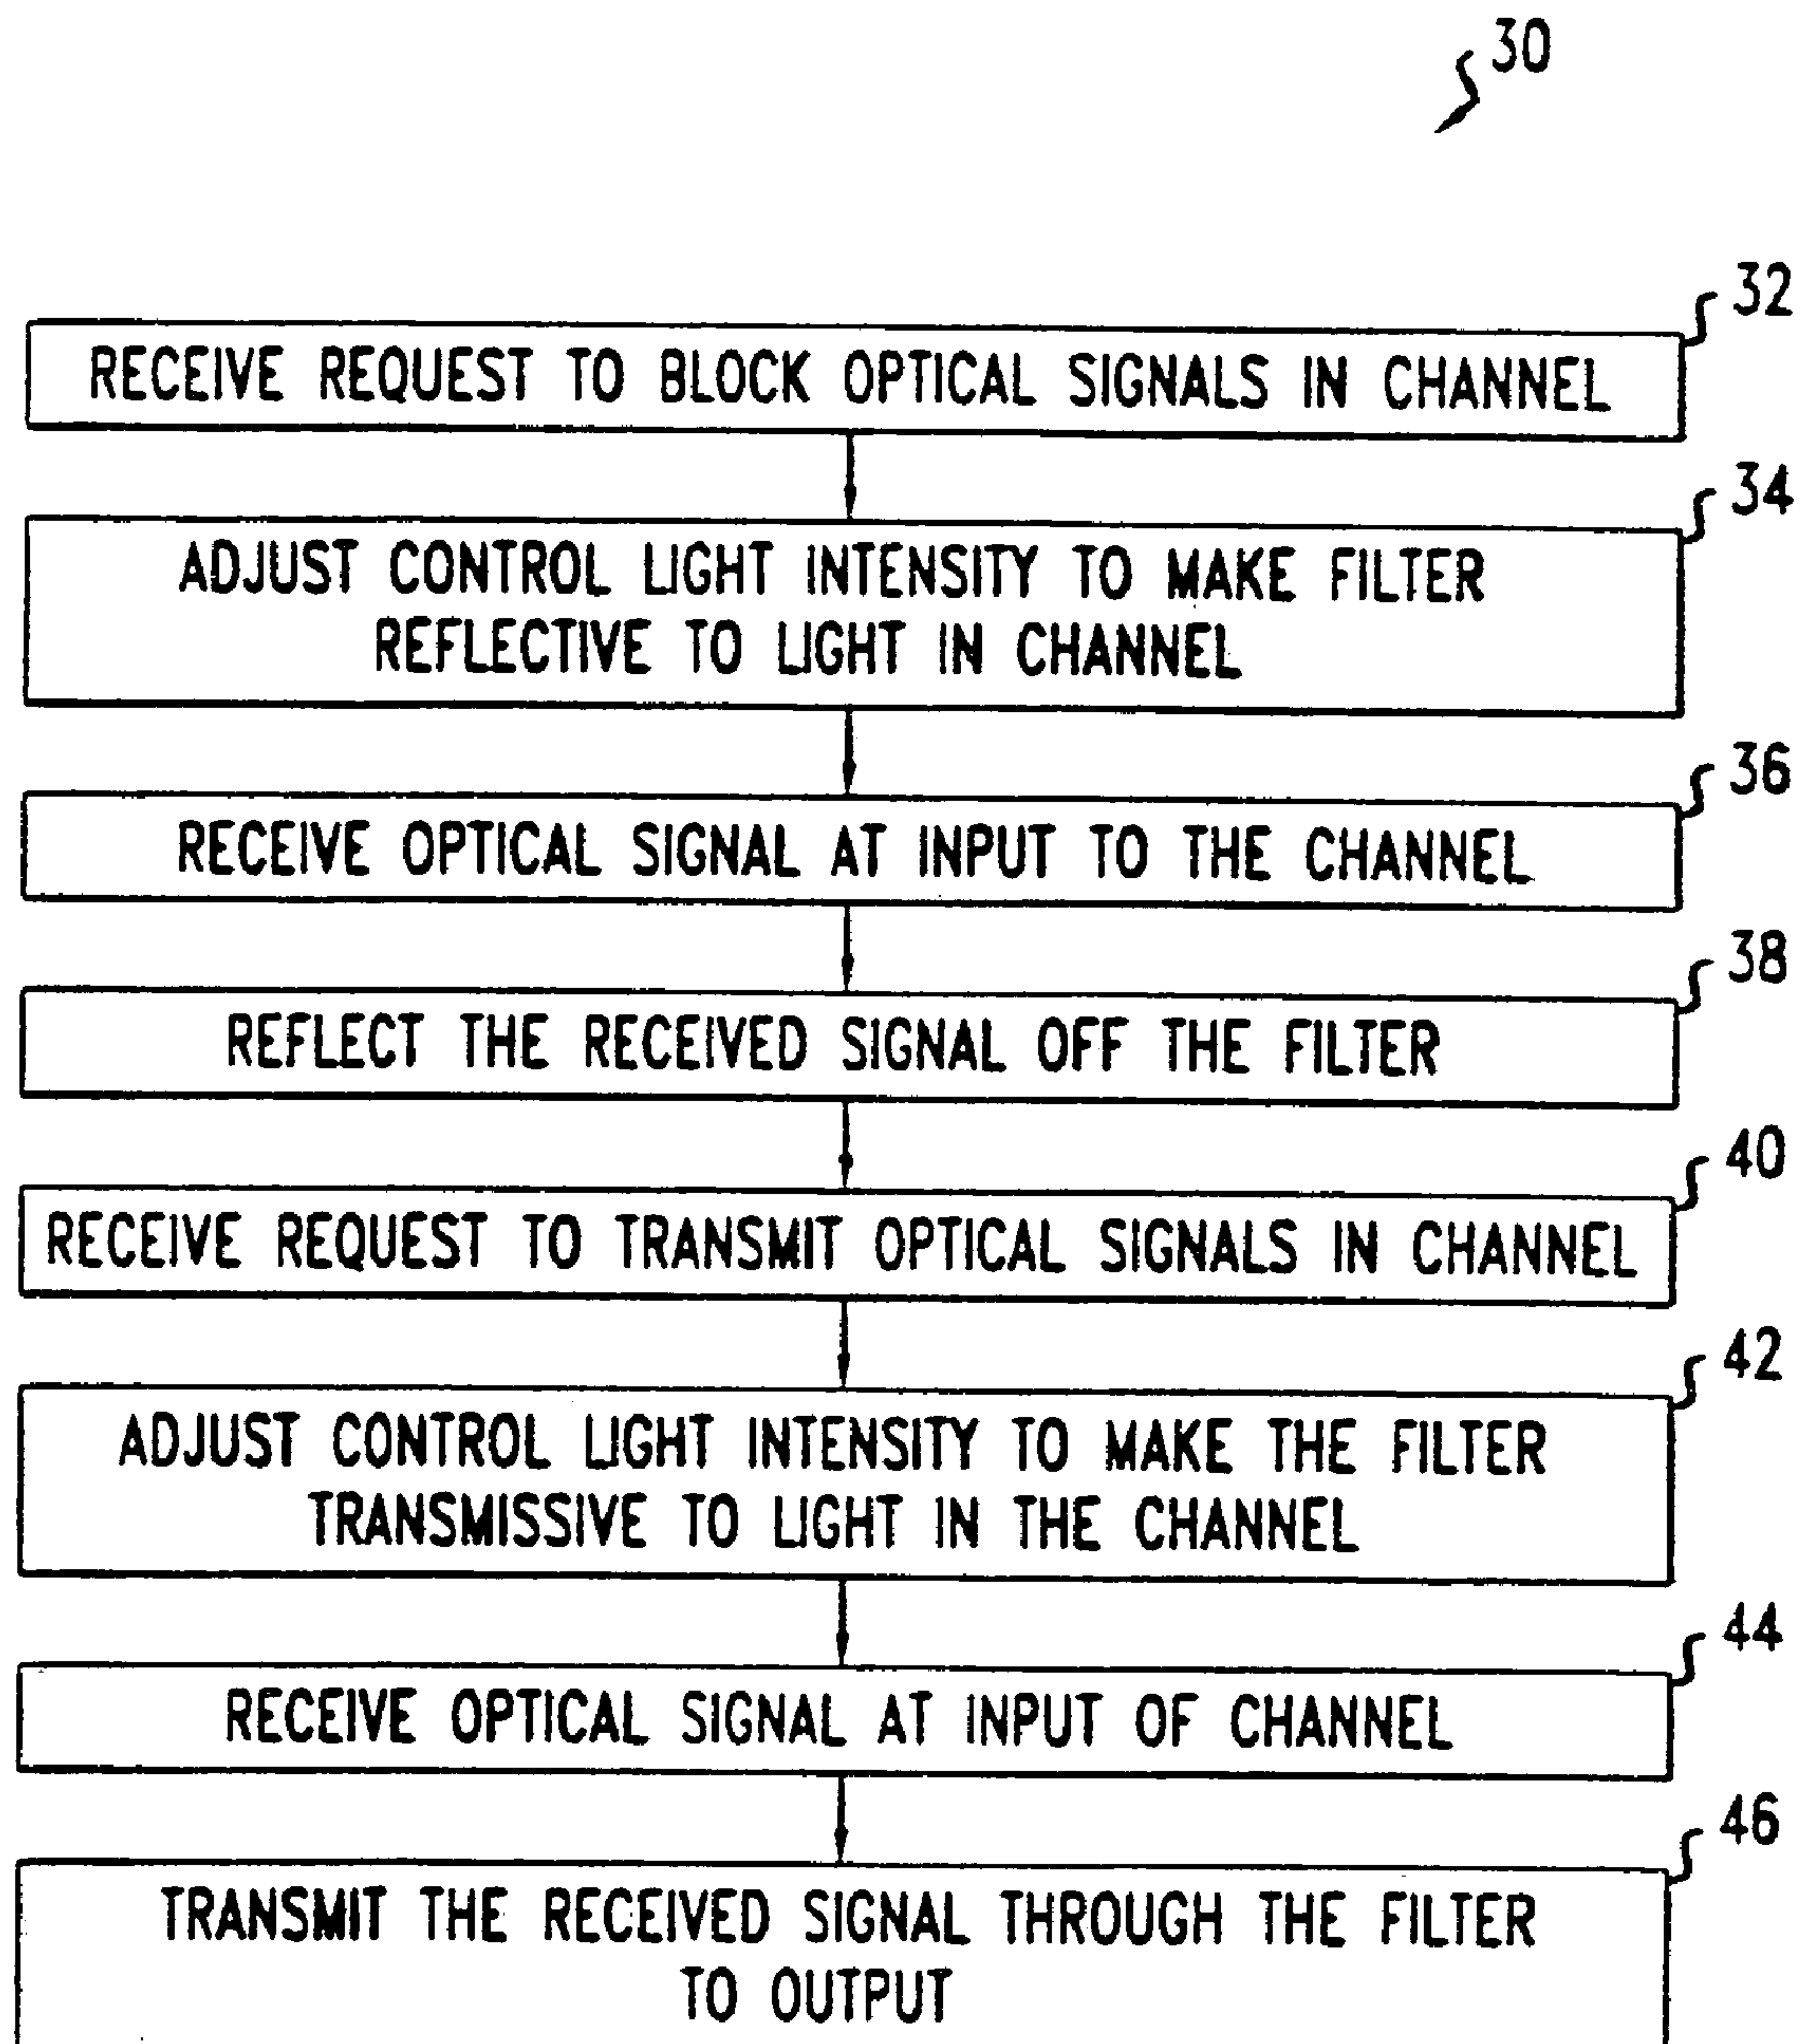 30
32
RECEIVE REQUEST TO BLOCK OPTICAL SIGNALS IN CHANNEL
34
ADJUST CONTROL LIGHT INTENSITY TO MAKE FILTER
REFLECTIVE TO LIGHT IN CHANNEL
36
RECEIVE OPTICAL SIGNAL AT INPUT TO THE CHANNEL
38
REFLECT THE RECEIVED SIGNAL OFF THE FILTER
40
RECEIVE REQUEST TO TRANSMIT OPTICAL SIGNALS IN CHANNEL
42
ADJUST CONTROL LIGHT INTENSITY TO MAKE THE FILTER
TRANSMISSIVE TO LIGHT IN THE CHANNEL
44
RECEIVE OPTICAL SIGNAL AT INPUT OF CHANNEL
46
TRANSMIT THE RECEIVED SIGNAL THROUGH THE FILTER
TO OUTPUT